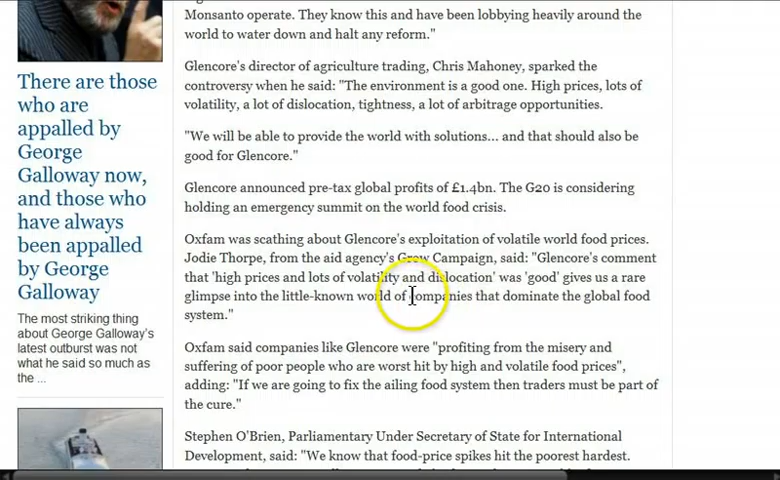 Monsanto operate. They know this and have been lobbying heavily around the
world to water down and halt any reform."
Glencore's director of agriculture trading, Chris Mahoney, sparked the
controversy when he said: "The environment is a good one. High prices, lots of
volatility, a lot of dislocation, tightness, a lot of arbitrage opportunities.
"We will be able to provide the world with solutions... and that should also be
good for Glencore."
Glencore announced pre-tax global profits of £1.4bn. The G20 is considering
holding an emergency summit on the world food crisis.
Oxfam was scathing about Glencore's exploitation of volatile world food prices.
Jodie Thorpe, from the aid agency's Grow Campaign, said: "Glencore's comment
that 'high prices and lots of volatility and dislocation' was 'good' gives us a rare
glimpse into the little-known world of companies that dominate the global food
system."
Oxfam said companies like Glencore were "profiting from the misery and
suffering of poor people who are worst hit by high and volatile food prices",
adding: "If we are going to fix the ailing food system then traders must be part of
the cure."
Stephen O'Brien, Parliamentary Under Secretary of State for International
Development, said: "We know that food-price spikes hit the poorest hardest.
There are those
who are
appalled by
George
Galloway now,
and those who
have always
been appalled
by George
Galloway
The most striking thing
about George Galloway's
latest outburst was not
what he said so much as
the ...